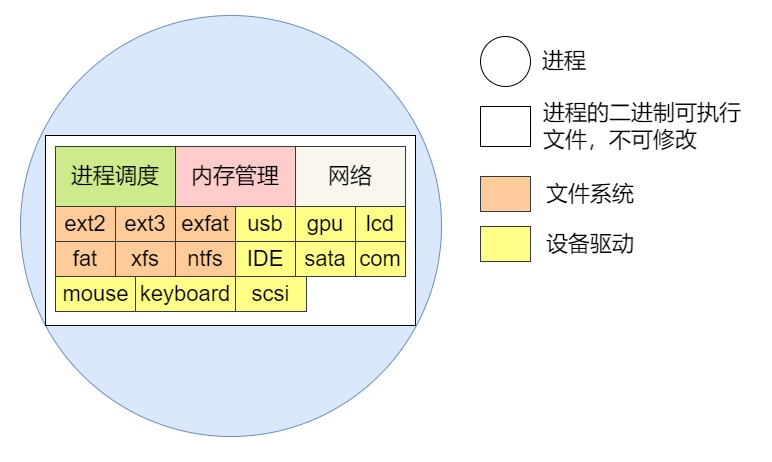 进程调度 内存管理 网络
ext2 ext3 exfat usb gpu lcd
fat xfs ntfs IDE sata com
mouse keyboard scsi
进程
进程的二进制可执行
文件，不可修改
文件系统
设备驱动